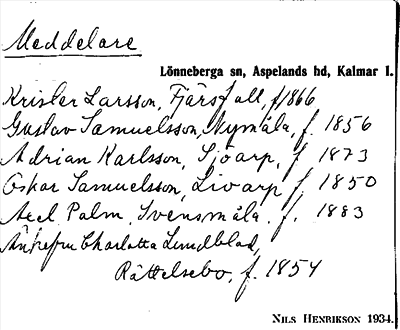 Meddelare
Lönneberga sn, Aspelands hd, Kalmar l.
Krister Larsson, Fjärsfall, f 1866
Gustav Samuelsson, Nymåla, f. 1856
Adrian Karlsson, Sjöarp, f 1873
Oskar Samuelsson, Livarp f 1850
Axel Palm, Svensmåla. f. 1883
Änkefru Charlotta Lundblad,
Rättelsebo, f. 1854
NILS HENRIKSON 1934.